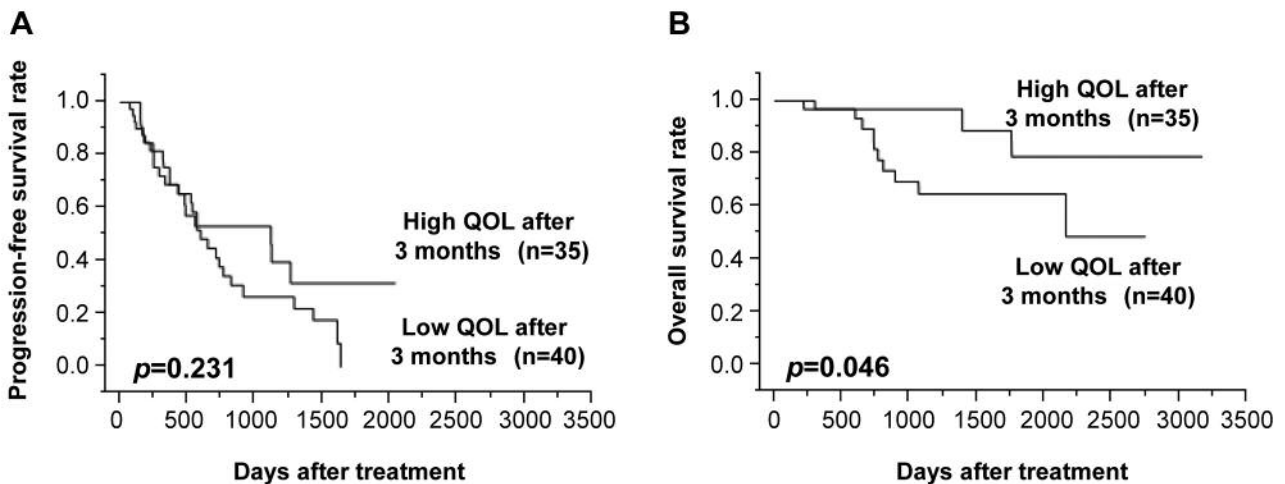 A
Progression-free survival rate
1.0
0.8
0.6
0.4
0.2
0.0
High QOL after
3 months (n=35)
Low QOL after
3 months (n=40)
p=0.231
0 500 1000 1500 2000 2500 3000 3500
Days after treatment
B
Overall survival rate
1.0
0.8
0.6
0.4
0.2
0.0
High QOL after
3 months (n=35)
Low QOL after
3 months (n=40)
p=0.046
0 500 1000 1500 2000 2500 3000 3500
Days after treatment